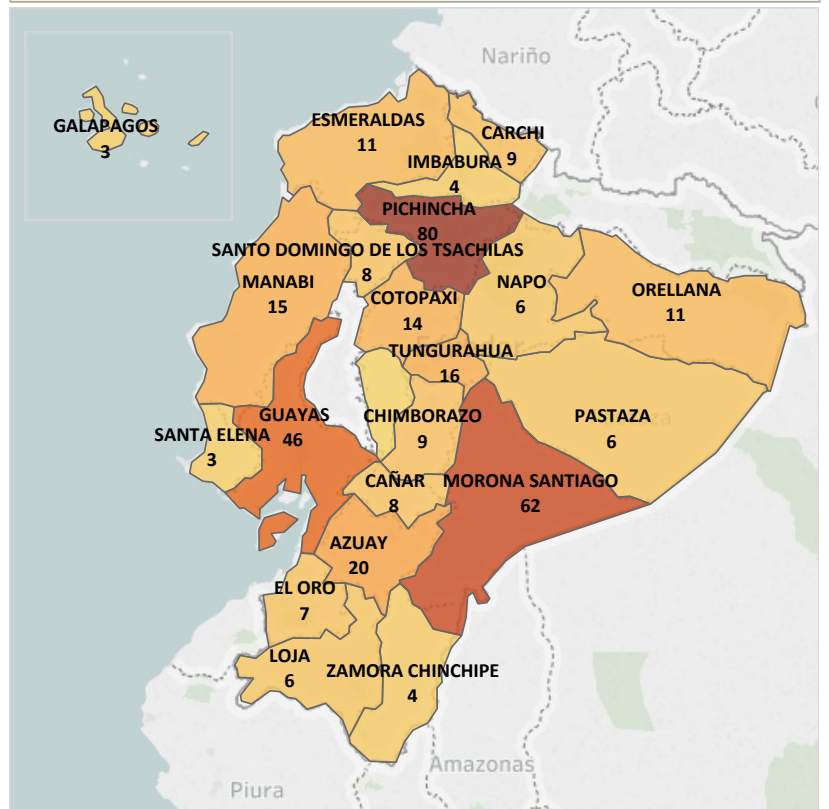 Nariño
GALAPAGOS
3
ESMERALDAS
11
CARCHI
9
IMBABURA
4
PICHINCHA
80
SANTO DOMINGO DE LOS TSACHILAS
8
MANABI
15
COTOPAXI
14
NAPO
6
ORELLANA
11
TUNGURAHUA
16
GUAYAS
46
SANTA ELENA
3
CHIMBORAZO
9
PASTAZA
6
CAÑAR
8
MORONA SANTIAGO
62
AZUAY
20
EL ORO
7
LOJA
6
ZAMORA CHINCHIPE
4
Amazonas
Piura